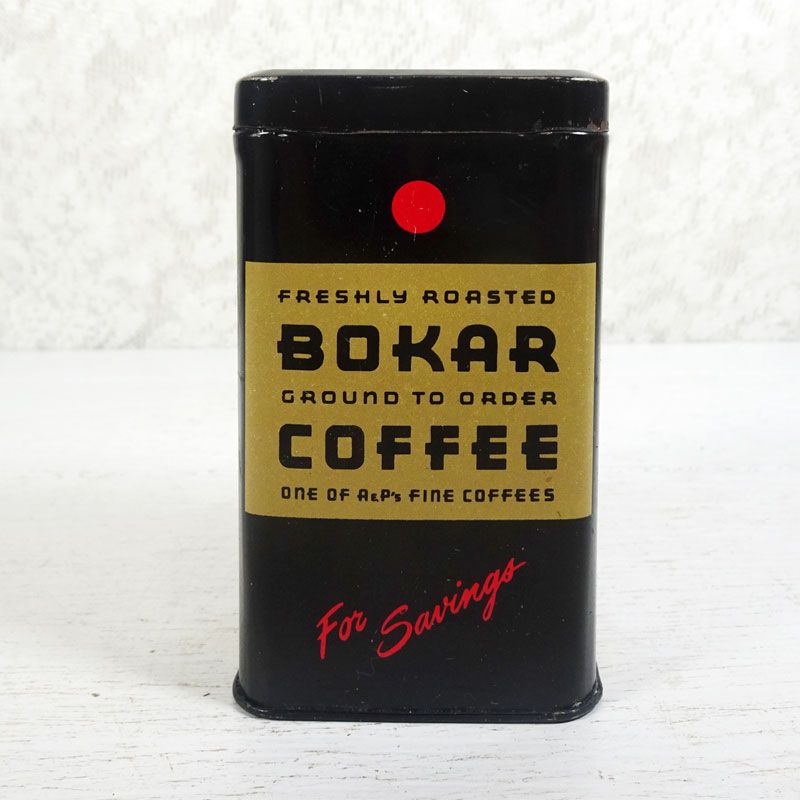 FRESHLY ROASTED
BOKAR
GROUND TO ORDER
COFFEE
ONE OF A&P's FINE COFFEES
For Savings